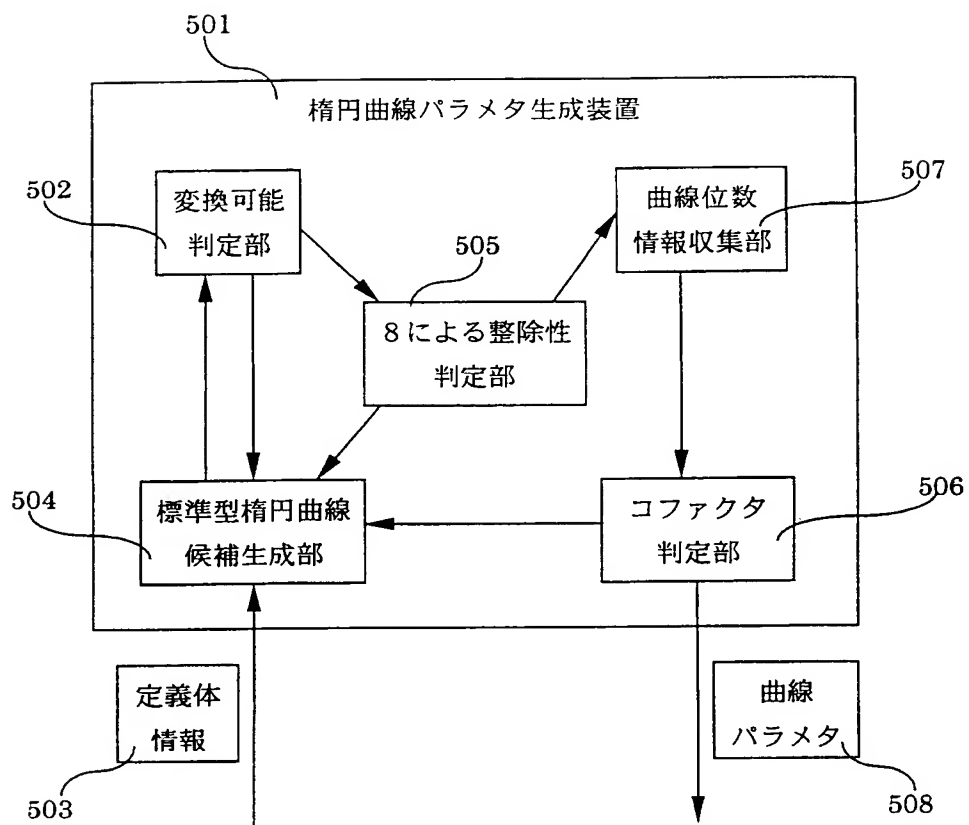 501
楕円曲線パラメタ生成装置
502
変換可能
判定部
505
8による整除性
判定部
曲線位数
情報収集部
507
504
標準型楕円曲線
候補生成部
コファクタ
判定部
506
定義体
情報
503
曲線
パラメタ
508